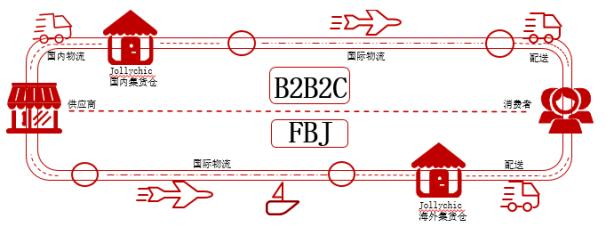 国内物流
Jollychic
国内集货仓
国际物流
配送
B2B2C
供应商
消费者
FBJ
国际物流
配送
Jollychic
海外集货仓